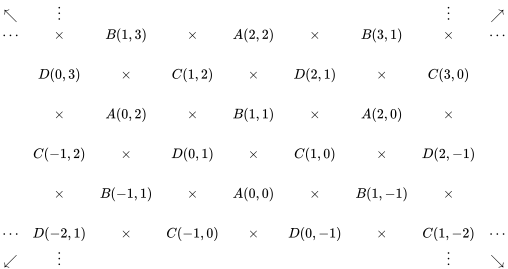 ↖ ⋮ ⋮ ↗
⋯ × B(1, 3) × A(2, 2) × B(3, 1) × ⋯
D(0, 3) × C(1, 2) × D(2, 1) × C(3, 0)
× A(0, 2) × B(1, 1) × A(2, 0) ×
C(−1, 2) × D(0, 1) × C(1, 0) × D(2, −1)
× B(−1, 1) × A(0, 0) × B(1, −1) ×
⋯ D(−2, 1) × C(−1, 0) × D(0, −1) × C(1, −2) ⋯
↙ ⋮ ⋮ ↘